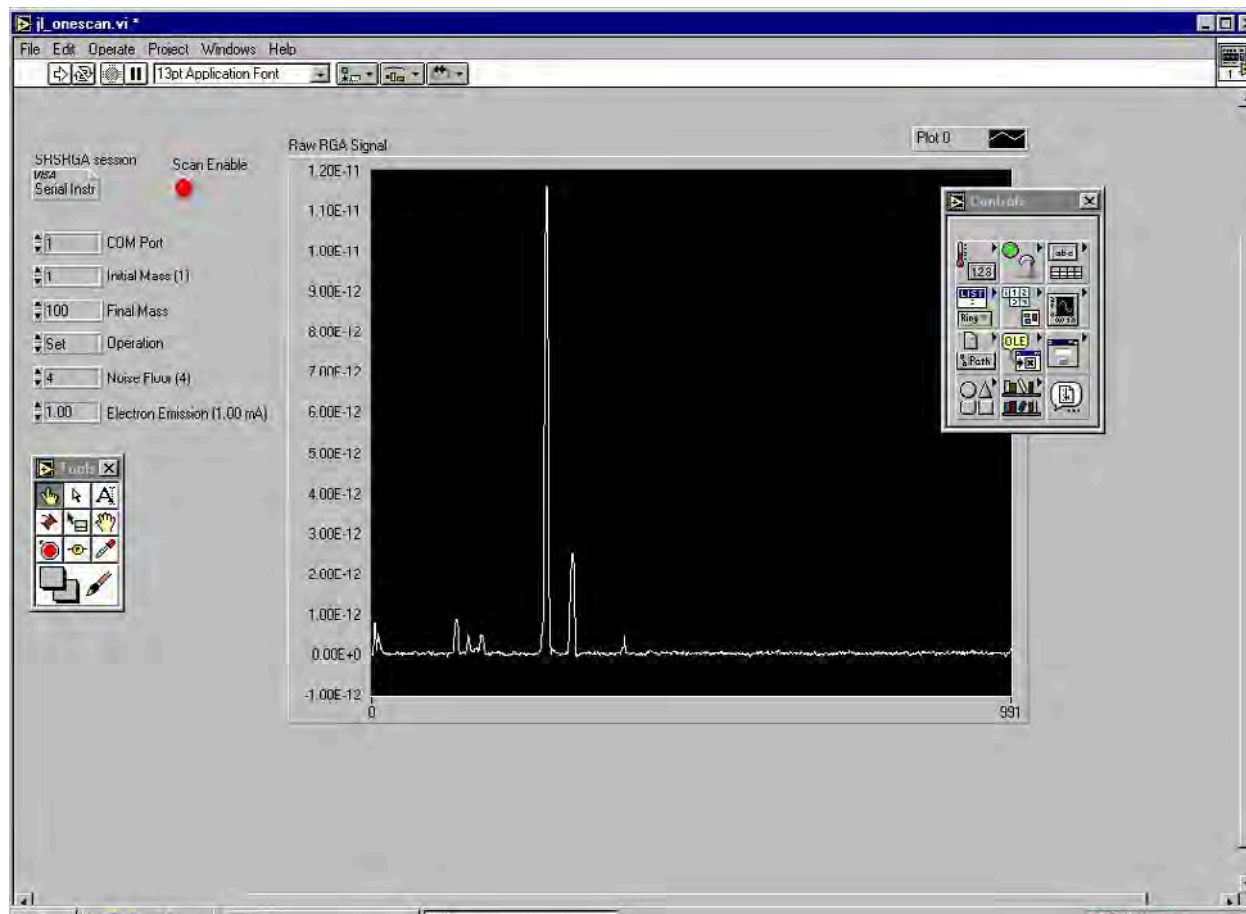 jl_onescan.vi *
File Edit Operate Project Windows Help
13pt Application Font
1
Plot 0
Raw RGA Signal
SRSRGA session
Scan Enable
VISA
Serial Instr
1 COM Port
1 Initial Mass (1)
100 Final Mass
Set Operation
4 Noise Floor (4)
1.00 Electron Emission (1.00 mA)
1.20E-11
1.10E-11
1.00E-11
9.00E-12
8.00E-12
7.00E-12
6.00E-12
5.00E-12
4.00E-12
3.00E-12
2.00E-12
1.00E-12
0.00E+0
-1.00E-12
0
991
Controls
1.23
abc
LIST
Ring
Path
OLE
Tools
A